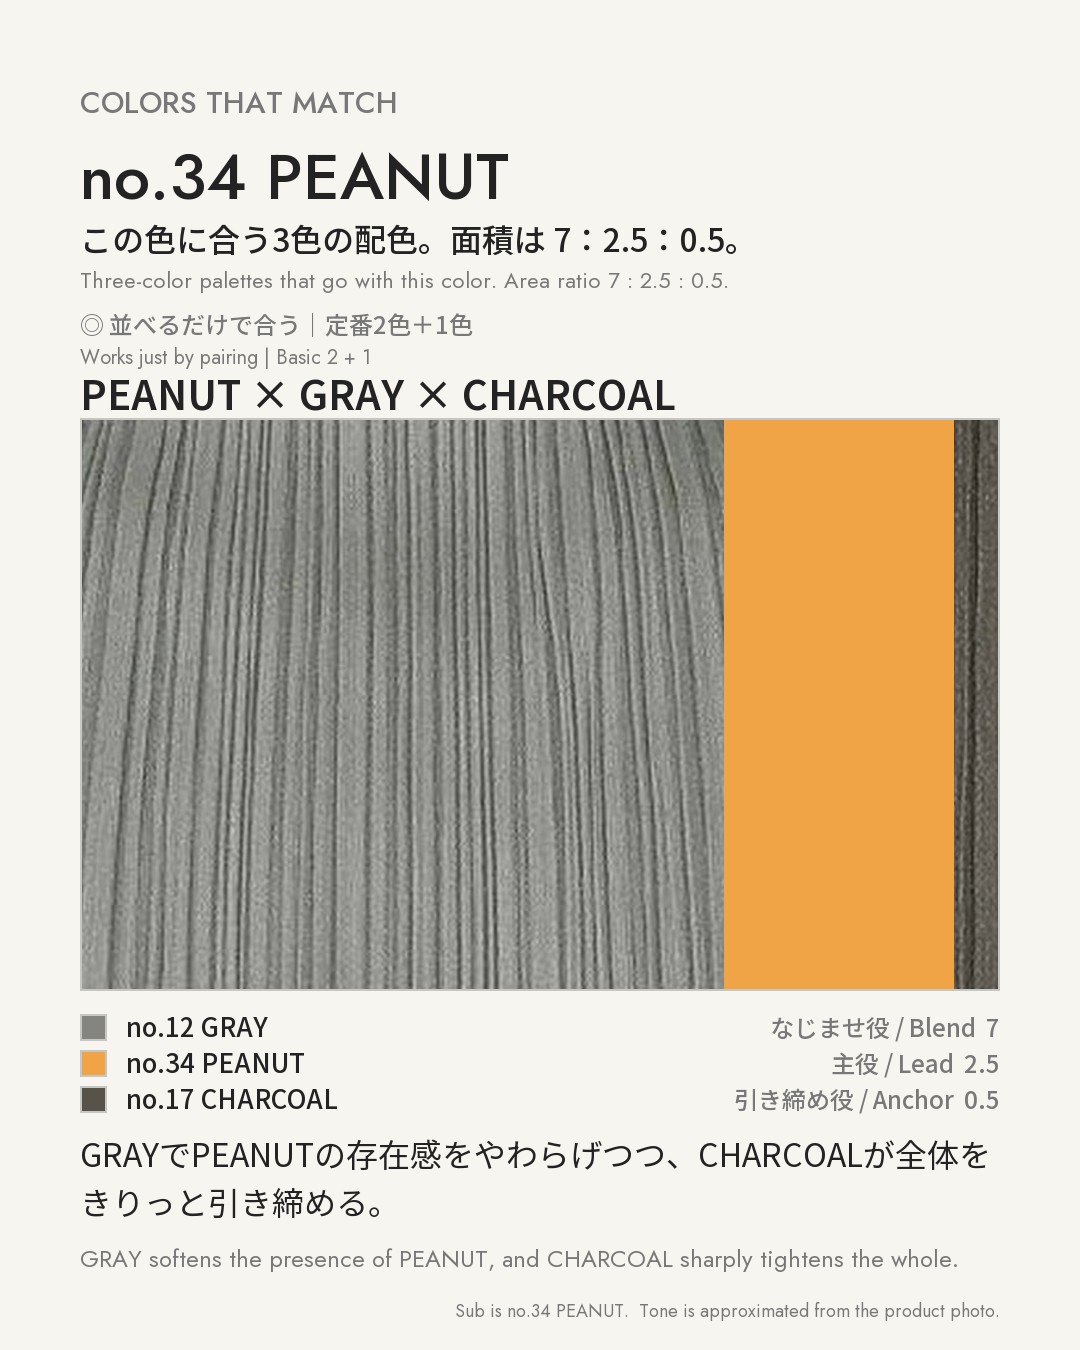 COLORS THAT MATCH
no.34 PEANUT
この色に合う3色の配色。面積は 7：2.5：0.5。
Three-color palettes that go with this color. Area ratio 7 : 2.5 : 0.5.
◎ 並べるだけで合う｜定番2色＋1色
Works just by pairing | Basic 2 + 1
PEANUT × GRAY × CHARCOAL
no.12 GRAY なじませ役 / Blend 7
no.34 PEANUT 主役 / Lead 2.5
no.17 CHARCOAL 引き締め役 / Anchor 0.5
GRAYでPEANUTの存在感をやわらげつつ、CHARCOALが全体を
きりっと引き締める。
GRAY softens the presence of PEANUT, and CHARCOAL sharply tightens the whole.
Sub is no.34 PEANUT. Tone is approximated from the product photo.